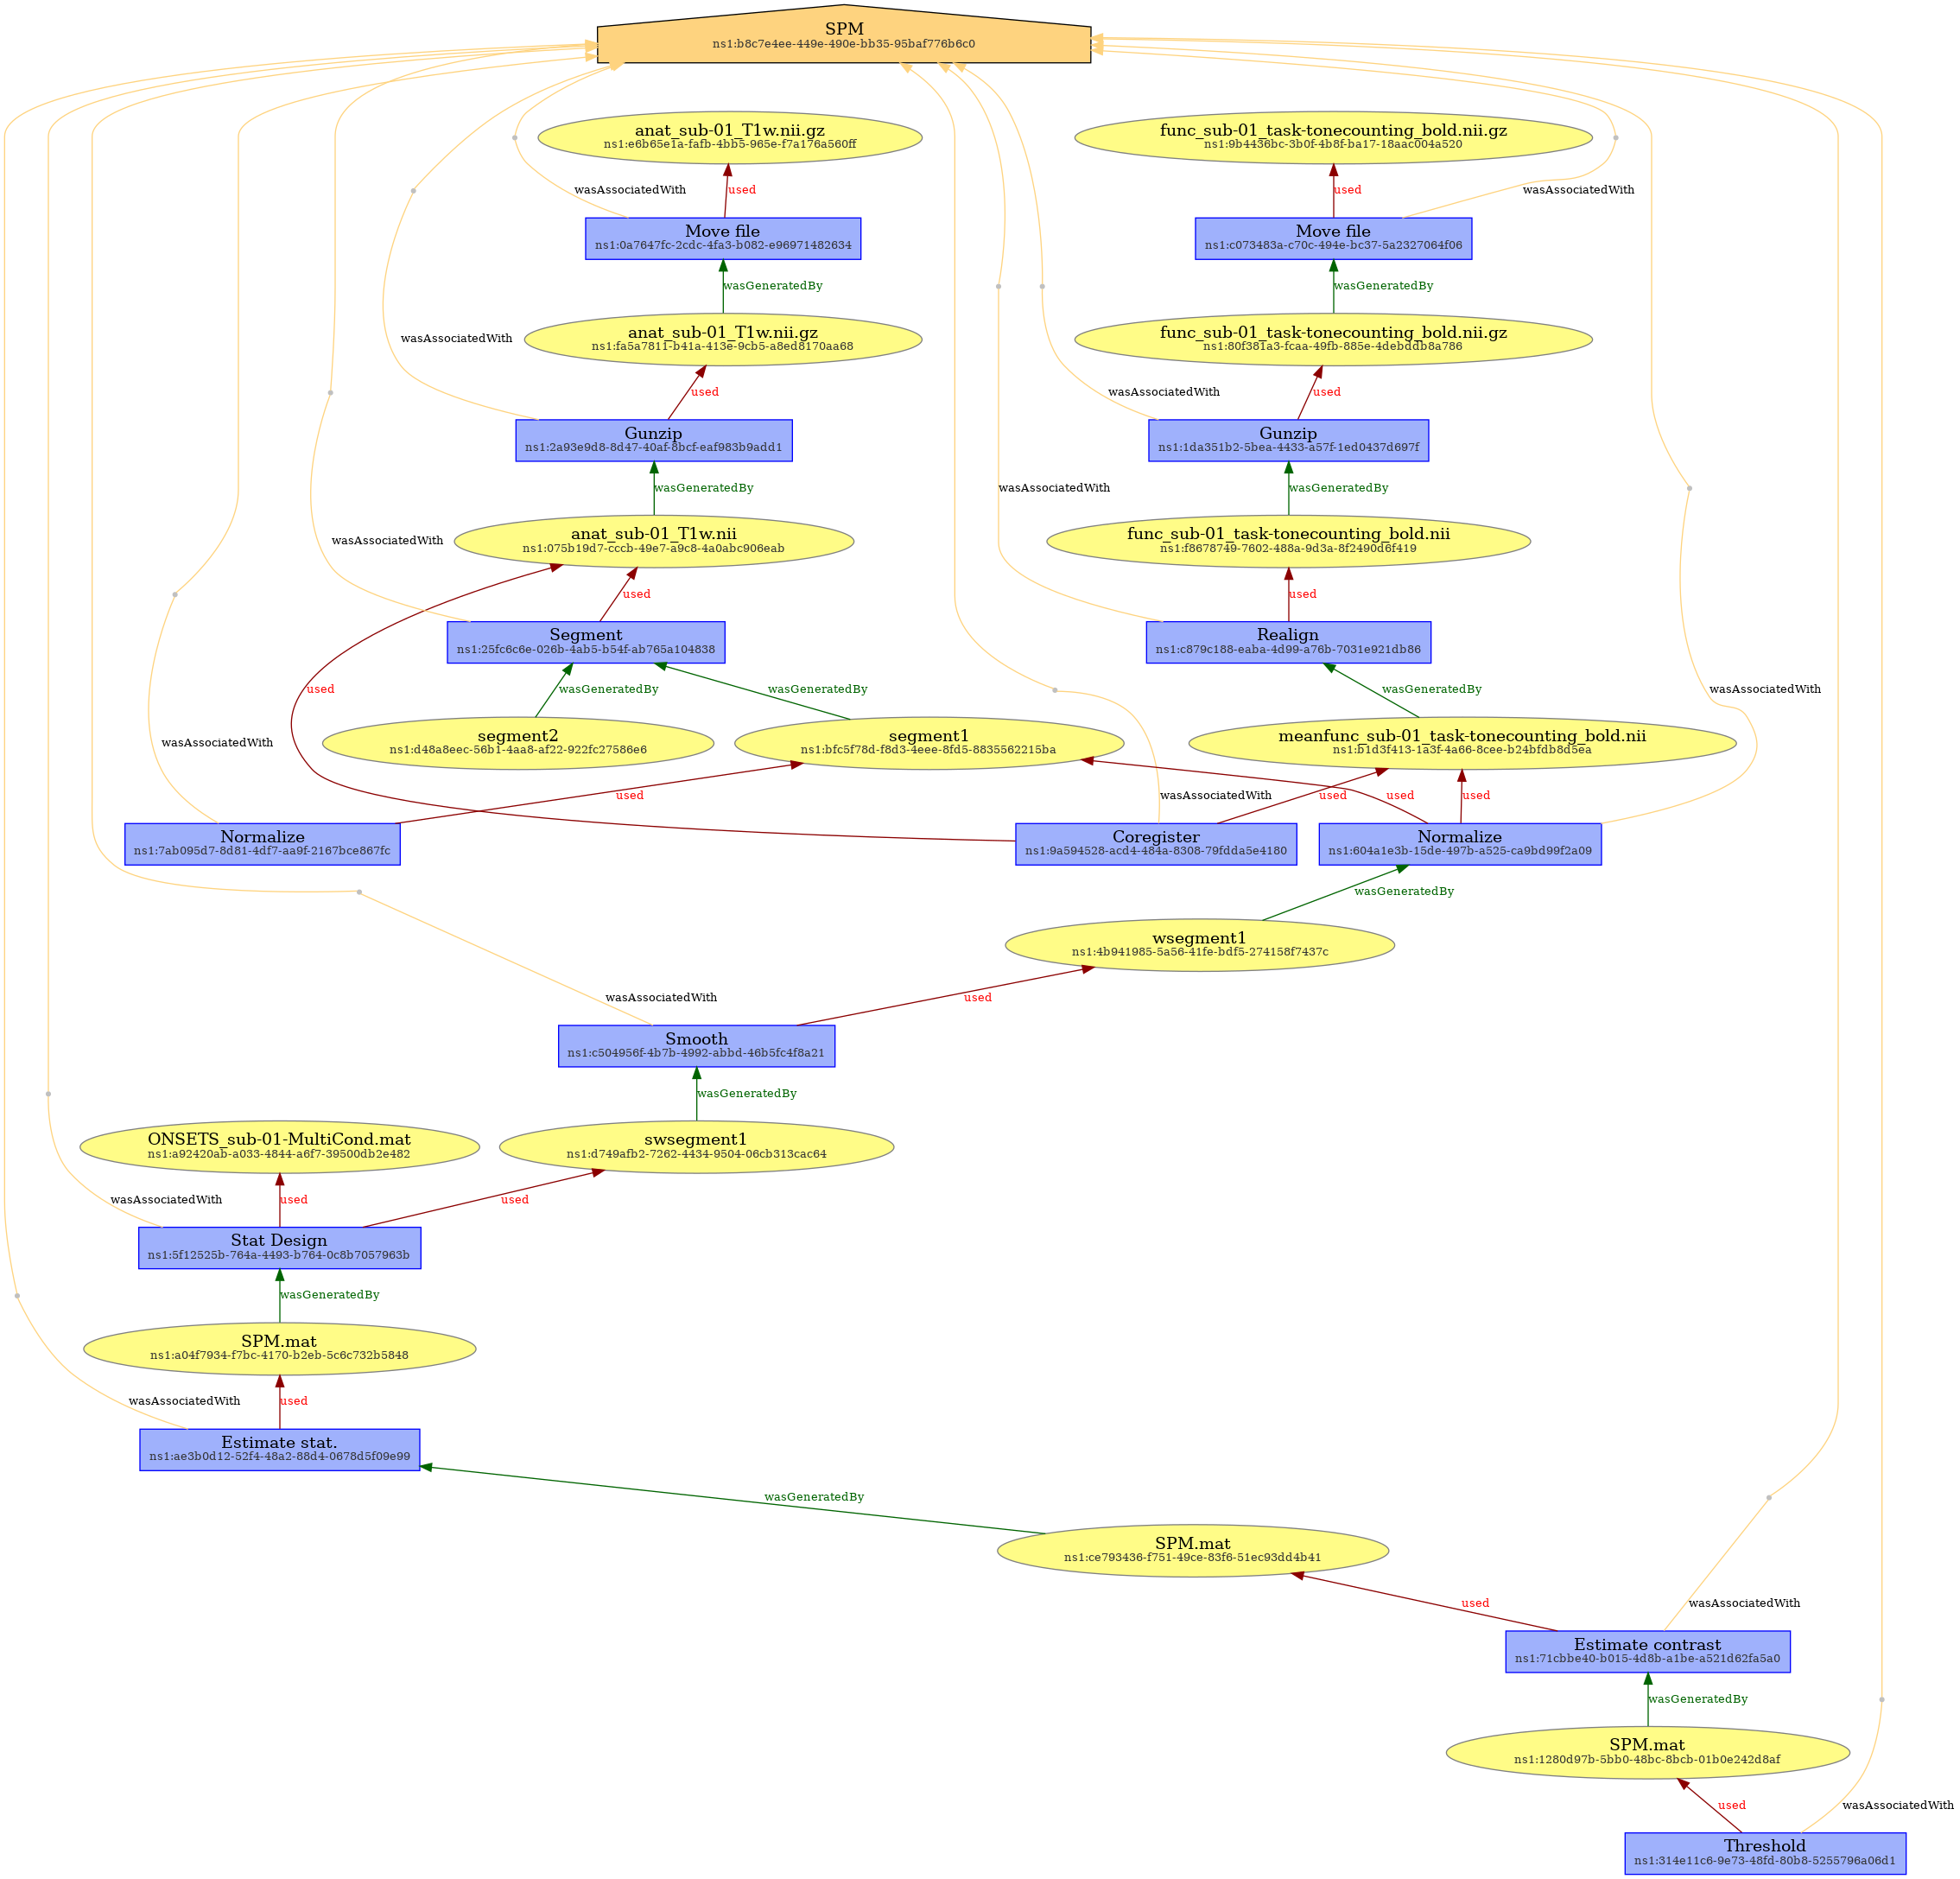 SPM
ns1:b8c7e4ee-449e-490e-bb35-95baf776b6c0
anat_sub-01_T1w.nii.gz
ns1:e6b65e1a-fafb-4bb5-965e-f7a176a560ff
func_sub-01_task-tonecounting_bold.nii.gz
ns1:9b4436bc-3b0f-4b8f-ba17-18aac004a520
wasAssociatedWith
used
used
wasAssociatedWith
Move file
ns1:0a7647fc-2cdc-4fa3-b082-e96971482634
Move file
ns1:c073483a-c70c-494e-bc37-5a2327064f06
wasGeneratedBy
wasGeneratedBy
anat_sub-01_T1w.nii.gz
ns1:fa5a7811-b41a-413e-9cb5-a8ed8170aa68
func_sub-01_task-tonecounting_bold.nii.gz
ns1:80f381a3-fcaa-49fb-885e-4debddb8a786
wasAssociatedWith
used
wasAssociatedWith
used
Gunzip
ns1:2a93e9d8-8d47-40af-8bcf-eaf983b9add1
Gunzip
ns1:1da351b2-5bea-4433-a57f-1ed0437d697f
wasGeneratedBy
wasAssociatedWith
wasGeneratedBy
anat_sub-01_T1w.nii
ns1:075b19d7-cccb-49e7-a9c8-4a0abc906eab
func_sub-01_task-tonecounting_bold.nii
ns1:f8678749-7602-488a-9d3a-8f2490d6f419
wasAssociatedWith
used
used
Segment
ns1:25fc6c6e-026b-4ab5-b54f-ab765a104838
Realign
ns1:c879c188-eaba-4d99-a76b-7031e921db86
used
wasGeneratedBy
wasGeneratedBy
wasGeneratedBy
wasAssociatedWith
wasAssociatedWith
segment2
ns1:d48a8eec-56b1-4aa8-af22-922fc27586e6
segment1
ns1:bfc5f78d-f8d3-4eee-8fd5-8835562215ba
meanfunc_sub-01_task-tonecounting_bold.nii
ns1:b1d3f413-1a3f-4a66-8cee-b24bfdb8d5ea
used
wasAssociatedWith
used
used
used
Normalize
ns1:7ab095d7-8d81-4df7-aa9f-2167bce867fc
Coregister
ns1:9a594528-acd4-484a-8308-79fdda5e4180
Normalize
ns1:604a1e3b-15de-497b-a525-ca9bd99f2a09
wasGeneratedBy
wsegment1
ns1:4b941985-5a56-41fe-bdf5-274158f7437c
wasAssociatedWith
used
Smooth
ns1:c504956f-4b7b-4992-abbd-46b5fc4f8a21
wasGeneratedBy
ONSETS_sub-01-MultiCond.mat
ns1:a92420ab-a033-4844-a6f7-39500db2e482
swsegment1
ns1:d749afb2-7262-4434-9504-06cb313cac64
wasAssociatedWith
used
used
Stat Design
ns1:5f12525b-764a-4493-b764-0c8b7057963b
wasGeneratedBy
SPM.mat
ns1:a04f7934-f7bc-4170-b2eb-5c6c732b5848
wasAssociatedWith
used
Estimate stat.
ns1:ae3b0d12-52f4-48a2-88d4-0678d5f09e99
wasGeneratedBy
SPM.mat
ns1:ce793436-f751-49ce-83f6-51ec93dd4b41
used
wasAssociatedWith
Estimate contrast
ns1:71cbbe40-b015-4d8b-a1be-a521d62fa5a0
wasGeneratedBy
SPM.mat
ns1:1280d97b-5bb0-48bc-8bcb-01b0e242d8af
used
wasAssociatedWith
Threshold
ns1:314e11c6-9e73-48fd-80b8-5255796a06d1